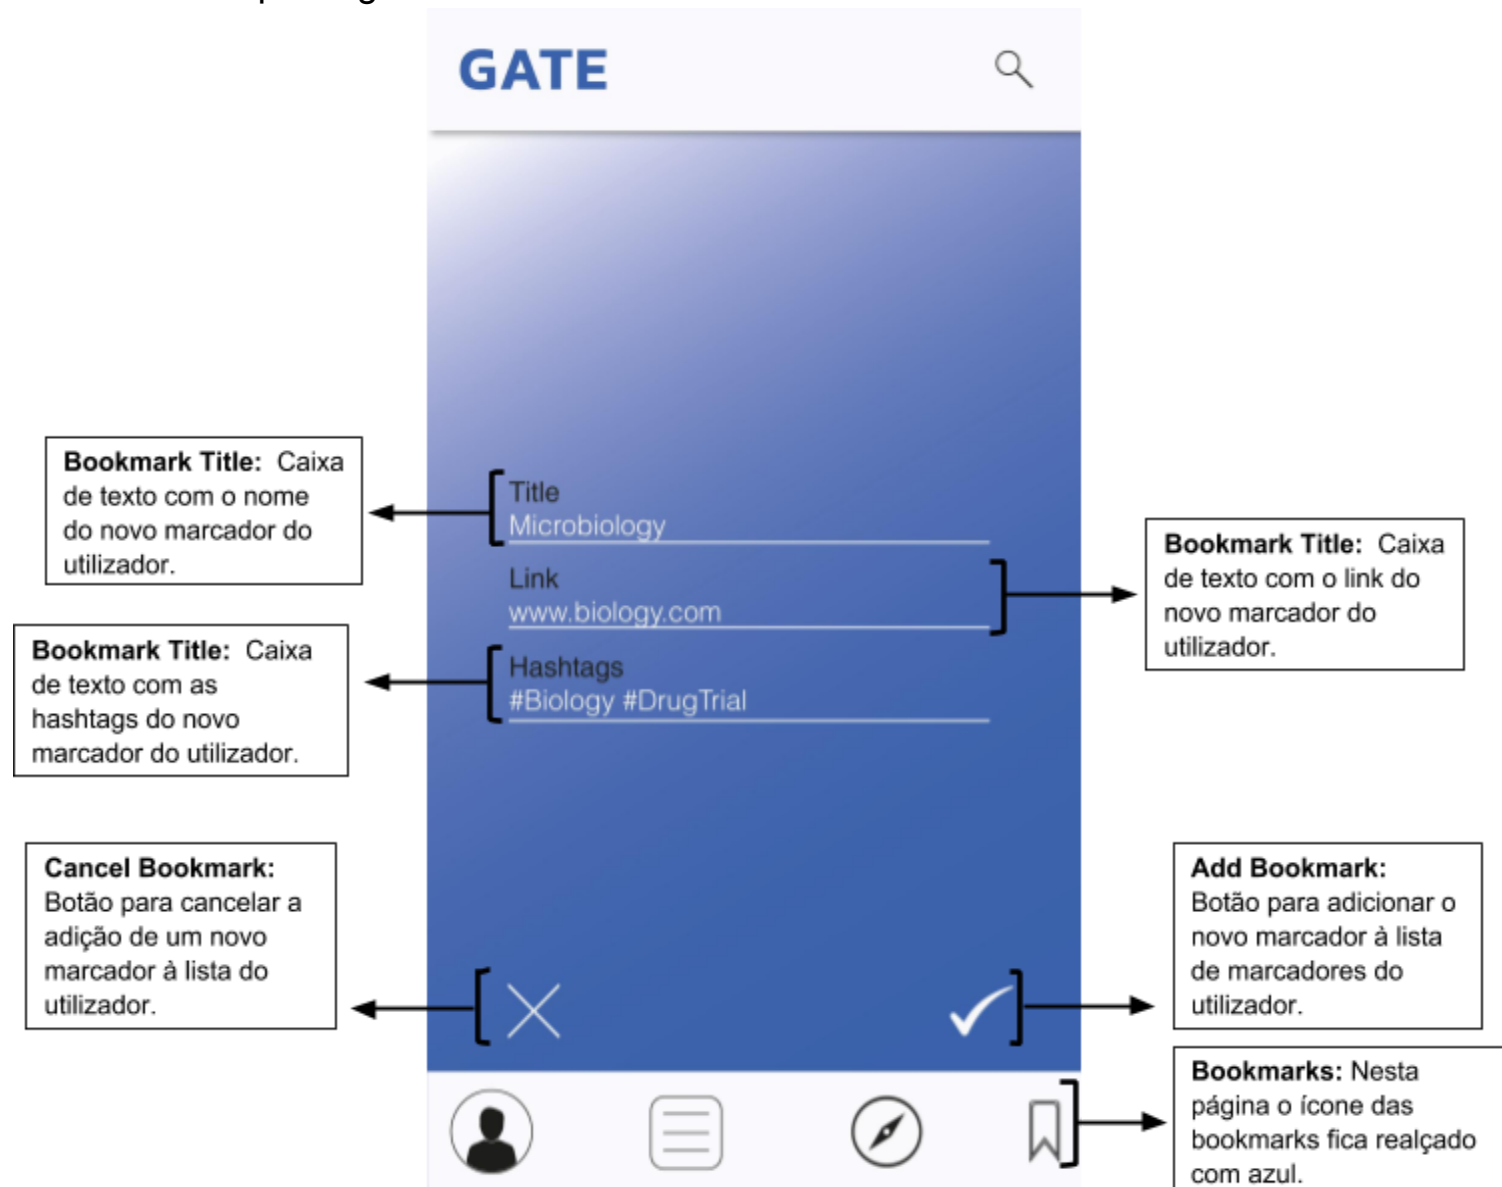 GATE
Bookmark Title: Caixa
de texto com o nome
do novo marcador do
utilizador.
Title
Microbiology
Link
www.biology.com
Hashtags
#Biology #DrugTrial
Bookmark Title: Caixa
de texto com o link do
novo marcador do
utilizador.
Bookmark Title: Caixa
de texto com as
hashtags do novo
marcador do utilizador.
Cancel Bookmark:
Botão para cancelar a
adição de um novo
marcador à lista do
utilizador.
Add Bookmark:
Botão para adicionar o
novo marcador à lista
de marcadores do
utilizador.
Bookmarks: Nesta
página o ícone das
bookmarks fica realçado
com azul.